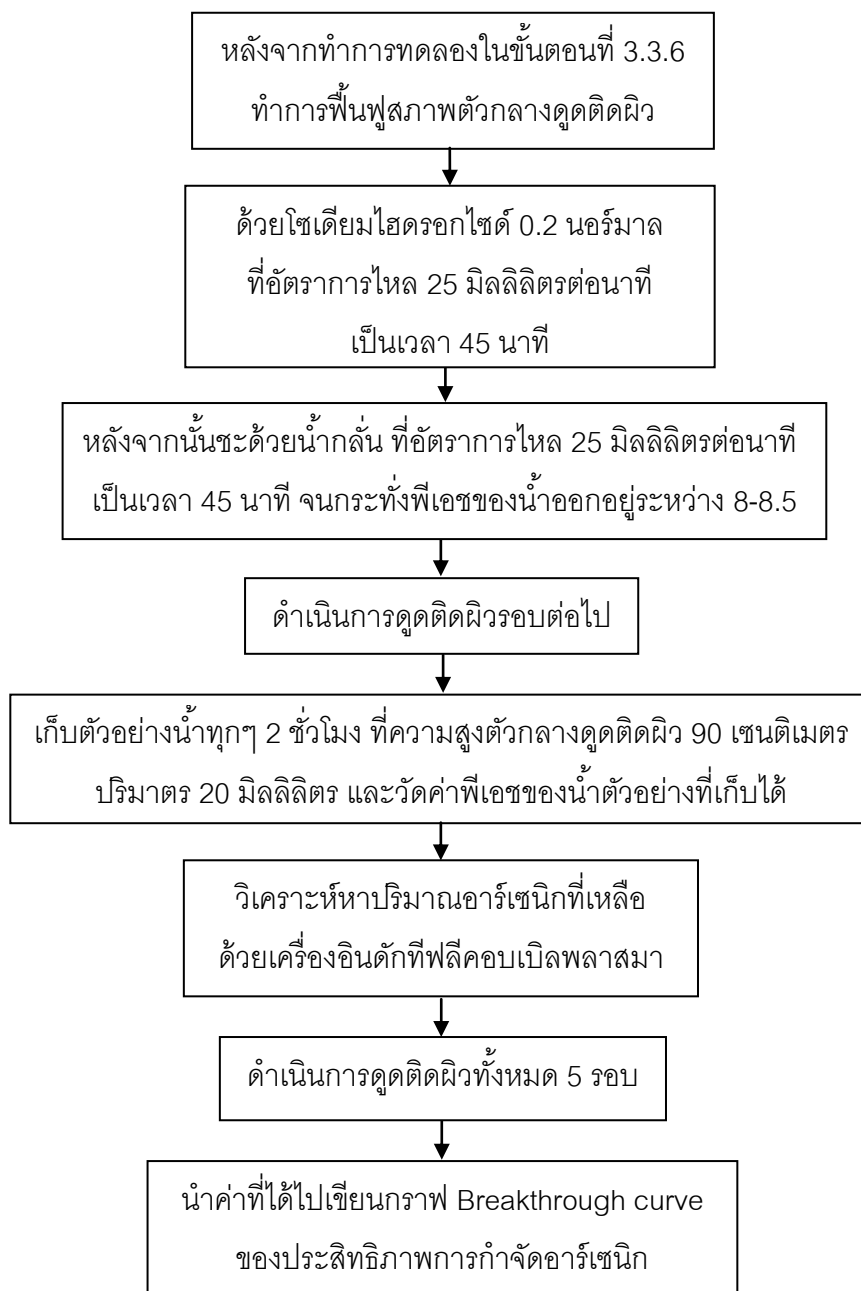 หลังจากทำการทดลองในขั้นตอนที่ 3.3.6
ทำการฟื้นฟูสภาพตัวกลางดูดติดผิว
ด้วยโซเดียมไฮดรอกไซด์ 0.2 นอร์มาล
ที่อัตราการไหล 25 มิลลิลิตรต่อนาที
เป็นเวลา 45 นาที
หลังจากนั้นชะด้วยน้ำกลั่น ที่อัตราการไหล 25 มิลลิลิตรต่อนาที
เป็นเวลา 45 นาที จนกระทั่งพีเอชของน้ำออกอยู่ระหว่าง 8-8.5
ดำเนินการดูดติดผิวรอบต่อไป
เก็บตัวอย่างน้ำทุกๆ 2 ชั่วโมง ที่ความสูงตัวกลางดูดติดผิว 90 เซนติเมตร
ปริมาตร 20 มิลลิลิตร และวัดค่าพีเอชของน้ำตัวอย่างที่เก็บได้
วิเคราะห์หาปริมาณอาร์เซนิกที่เหลือ
ด้วยเครื่องอินดักทีฟลีคอบเบิลพลาสมา
ดำเนินการดูดติดผิวทั้งหมด 5 รอบ
นำค่าที่ได้ไปเขียนกราฟ Breakthrough curve
ของประสิทธิภาพการกำจัดอาร์เซนิก